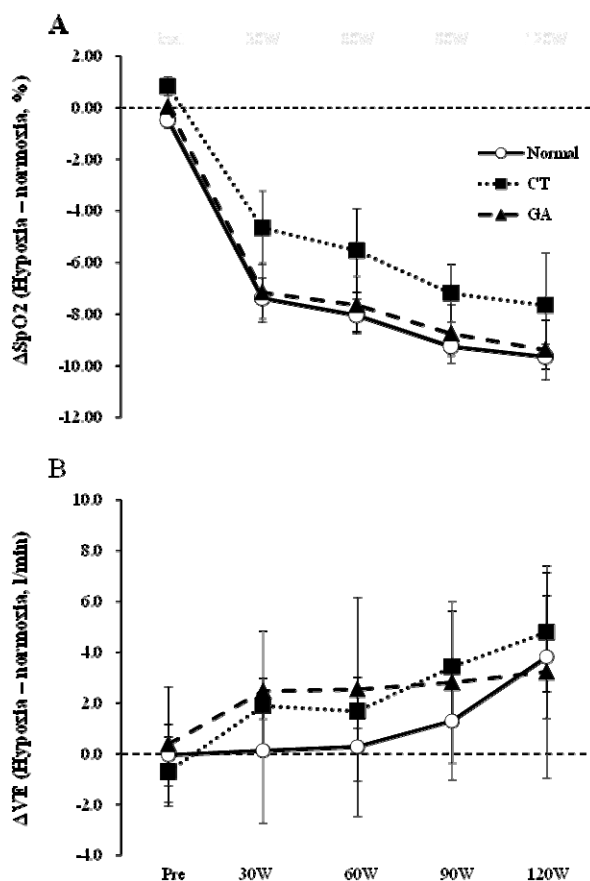 A
2.00
0.00
-2.00
-4.00
-6.00
-8.00
-10.00
-12.00
ΔSpO2 (Hypoxia – normoxia, %)
Normal
CT
GA
B
10.0
8.0
6.0
4.0
2.0
0.0
-2.0
-4.0
ΔVE (Hypoxia – normoxia, l/min)
Pre 30W 60W 90W 120W